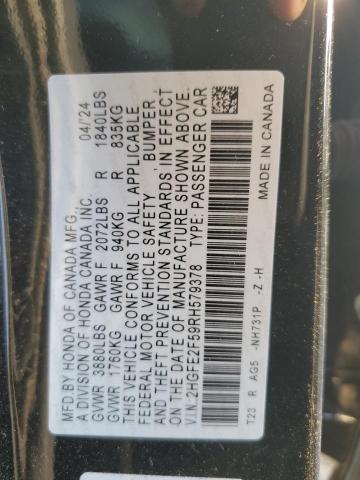 MFD.BY HONDA OF CANADA MFG. 04/24
A DIVISION OF HONDA CANADA INC.
GVWR 3880LBS GAWR F 2072LBS R 1840LBS
GVWR 1760KG GAWR F 940KG R 835KG
THIS VEHICLE CONFORMS TO ALL APPLICABLE
FEDERAL MOTOR VEHICLE SAFETY BUMPER,
AND THEFT PREVENTION STANDARDS IN EFFECT
ON THE DATE OF MANUFACTURE SHOWN ABOVE.
V.I.N.:2HGFE2F59RH579378 TYPE: PASSENGER CAR
T23 R AG5 -NH731P -Z -H MADE IN CANADA